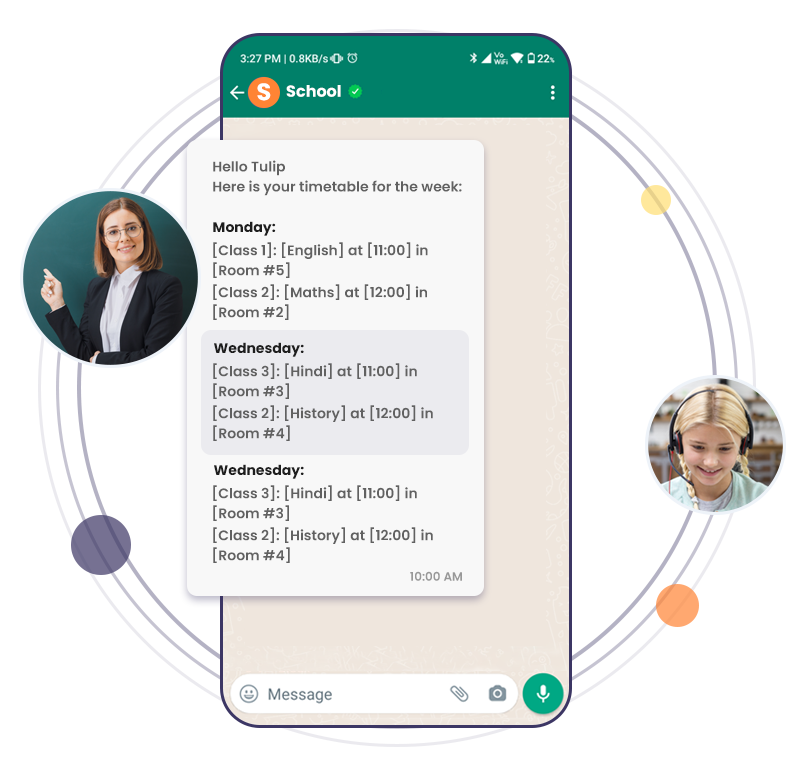 3:27 PM | 0.8KB/s
Vo
WiFi
22%
S School
Hello Tulip
Here is your timetable for the week:
Monday:
[Class 1]: [English] at [11:00] in
[Room #5]
[Class 2]: [Maths] at [12:00] in
[Room #2]
Wednesday:
[Class 3]: [Hindi] at [11:00] in
[Room #3]
[Class 2]: [History] at [12:00] in
[Room #4]
Wednesday:
[Class 3]: [Hindi] at [11:00] in
[Room #3]
[Class 2]: [History] at [12:00] in
[Room #4]
10:00 AM
Message